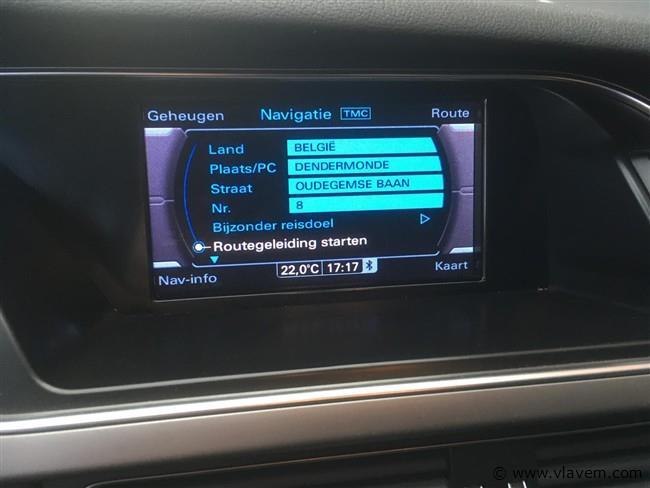 Geheugen Navigatie TMC Route
Land BELGIË
Plaats/PC DENDERMONDE
Straat OUDEGEMSE BAAN
Nr. 8
Bijzonder reisdoel
Routegeleiding starten
Nav-info 22,0°C 17:17 Kaart
© www.vlavem.com